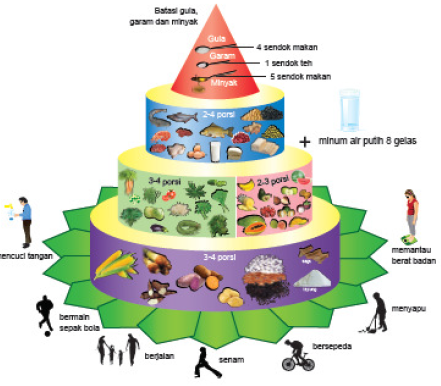 Batasi gula,
garam dan minyak
Gula
4 sendok makan
Garam
1 sendok teh
5 sendok makan
Minyak
2-4 porsi
+ minum air putih 8 gelas
3-4 porsi
2-3 porsi
3-4 porsi
mencuci tangan
memantau
berat badan
bermain
sepak bola
menyapu
berjalan
senam
bersepeda